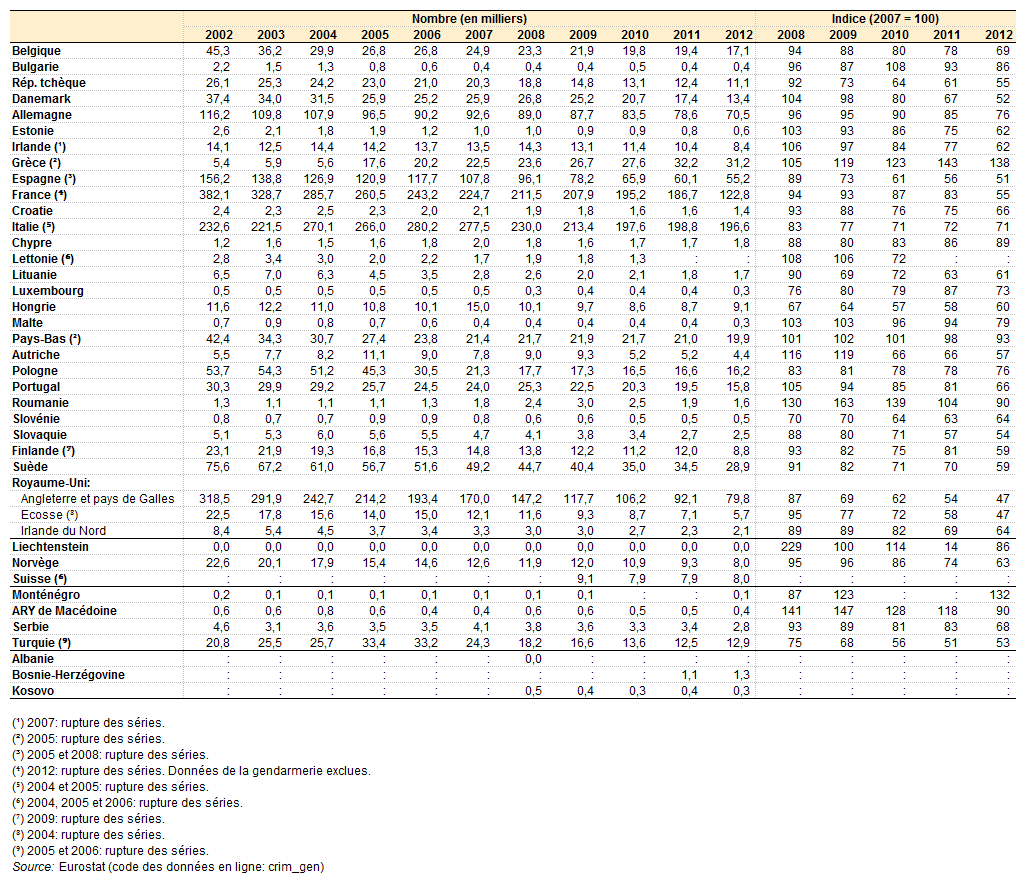 Nombre (en milliers) Indice (2007 = 100)
2002 2003 2004 2005 2006 2007 2008 2009 2010 2011 2012 2008 2009 2010 2011 2012
Belgique 45,3 36,2 29,9 26,8 26,8 24,9 23,3 21,9 19,8 19,4 17,1 94 88 80 78 69
Bulgarie 2,2 1,5 1,3 0,8 0,6 0,4 0,4 0,4 0,5 0,4 0,4 96 87 108 93 86
Rép. tchèque 26,1 25,3 24,2 23,0 21,0 20,3 18,8 14,8 13,1 12,4 11,1 92 73 64 61 55
Danemark 37,4 34,0 31,5 25,9 25,2 25,9 26,8 25,2 20,7 17,4 13,4 104 98 80 67 52
Allemagne 116,2 109,8 107,9 96,5 90,2 92,6 89,0 87,7 83,5 78,6 70,5 96 95 90 85 76
Estonie 2,6 2,1 1,8 1,9 1,2 1,0 1,0 0,9 0,9 0,8 0,6 103 93 86 75 62
Irlande (¹) 14,1 12,5 14,4 14,2 13,7 13,5 14,3 13,1 11,4 10,4 8,4 106 97 84 77 62
Grèce (²) 5,4 5,9 5,6 17,6 20,2 22,5 23,6 26,7 27,6 32,2 31,2 105 119 123 143 138
Espagne (³) 156,2 138,8 126,9 120,9 117,7 107,8 96,1 78,2 65,9 60,1 55,2 89 73 61 56 51
France (⁴) 382,1 328,7 285,7 260,5 243,2 224,7 211,5 207,9 195,2 186,7 122,8 94 93 87 83 55
Croatie 2,4 2,3 2,5 2,3 2,0 2,1 1,9 1,8 1,6 1,6 1,4 93 88 76 75 66
Italie (⁵) 232,6 221,5 270,1 266,0 280,2 277,5 230,0 213,4 197,6 198,8 196,6 83 77 71 72 71
Chypre 1,2 1,6 1,5 1,6 1,8 2,0 1,8 1,6 1,7 1,7 1,8 88 80 83 86 89
Lettonie (⁶) 2,8 3,4 3,0 2,0 2,2 1,7 1,9 1,8 1,3 : : 108 106 72 : :
Lituanie 6,5 7,0 6,3 4,5 3,5 2,8 2,6 2,0 2,1 1,8 1,7 90 69 72 63 61
Luxembourg 0,5 0,5 0,5 0,5 0,5 0,5 0,3 0,4 0,4 0,4 0,3 76 80 79 87 73
Hongrie 11,6 12,2 11,0 10,8 10,1 15,0 10,1 9,7 8,6 8,7 9,1 67 64 57 58 60
Malte 0,7 0,9 0,8 0,7 0,6 0,4 0,4 0,4 0,4 0,4 0,3 103 103 96 94 79
Pays-Bas (²) 42,4 34,3 30,7 27,4 23,8 21,4 21,7 21,9 21,7 21,0 19,9 101 102 101 98 93
Autriche 5,5 7,7 8,2 11,1 9,0 7,8 9,0 9,3 5,2 5,2 4,4 116 119 66 66 57
Pologne 53,7 54,3 51,2 45,3 30,5 21,3 17,7 17,3 16,5 16,6 16,2 83 81 78 78 76
Portugal 30,3 29,9 29,2 25,7 24,5 24,0 25,3 22,5 20,3 19,5 15,8 105 94 85 81 66
Roumanie 1,3 1,1 1,1 1,1 1,3 1,8 2,4 3,0 2,5 1,9 1,6 130 163 139 104 90
Slovénie 0,8 0,7 0,7 0,9 0,9 0,8 0,6 0,6 0,5 0,5 0,5 70 70 64 63 64
Slovaquie 5,1 5,3 6,0 5,6 5,5 4,7 4,1 3,8 3,4 2,7 2,5 88 80 71 57 54
Finlande (⁷) 23,1 21,9 19,3 16,8 15,3 14,8 13,8 12,2 11,2 12,0 8,8 93 82 75 81 59
Suède 75,6 67,2 61,0 56,7 51,6 49,2 44,7 40,4 35,0 34,5 28,9 91 82 71 70 59
Royaume-Uni:
Angleterre et pays de Galles 318,5 291,9 242,7 214,2 193,4 170,0 147,2 117,7 106,2 92,1 79,8 87 69 62 54 47
Ecosse (⁸) 22,5 17,8 15,6 14,0 15,0 12,1 11,6 9,3 8,7 7,1 5,7 95 77 72 58 47
Irlande du Nord 8,4 5,4 4,5 3,7 3,4 3,3 3,0 3,0 2,7 2,3 2,1 89 89 82 69 64
Liechtenstein 0,0 0,0 0,0 0,0 0,0 0,0 0,0 0,0 0,0 0,0 0,0 229 100 114 14 86
Norvège 22,6 20,1 17,9 15,4 14,6 12,6 11,9 12,0 10,9 9,3 8,0 95 96 86 74 63
Suisse (⁶) : : : : : : : 9,1 7,9 7,9 8,0 : : : : :
Monténégro 0,2 0,1 0,1 0,1 0,1 0,1 0,1 0,1 : : 0,1 87 123 : : 132
ARY de Macédoine 0,6 0,6 0,8 0,6 0,4 0,4 0,6 0,6 0,5 0,5 0,4 141 147 128 118 90
Serbie 4,6 3,1 3,6 3,5 3,5 4,1 3,8 3,6 3,3 3,4 2,8 93 89 81 83 68
Turquie (⁹) 20,8 25,5 25,7 33,4 33,2 24,3 18,2 16,6 13,6 12,5 12,9 75 68 56 51 53
Albanie : : : : : : 0,0 : : : : : : : : :
Bosnie-Herzégovine : : : : : : : : : 1,1 1,3 : : : : :
Kosovo : : : : : : 0,5 0,4 0,3 0,4 0,3 : : : : :
(¹) 2007: rupture des séries.
(²) 2005: rupture des séries.
(³) 2005 et 2008: rupture des séries.
(⁴) 2012: rupture des séries. Données de la gendarmerie exclues.
(⁵) 2004 et 2005: rupture des séries.
(⁶) 2004, 2005 et 2006: rupture des séries.
(⁷) 2009: rupture des séries.
(⁸) 2004: rupture des séries.
(⁹) 2005 et 2006: rupture des séries.
Source: Eurostat (code des données en ligne: crim_gen)